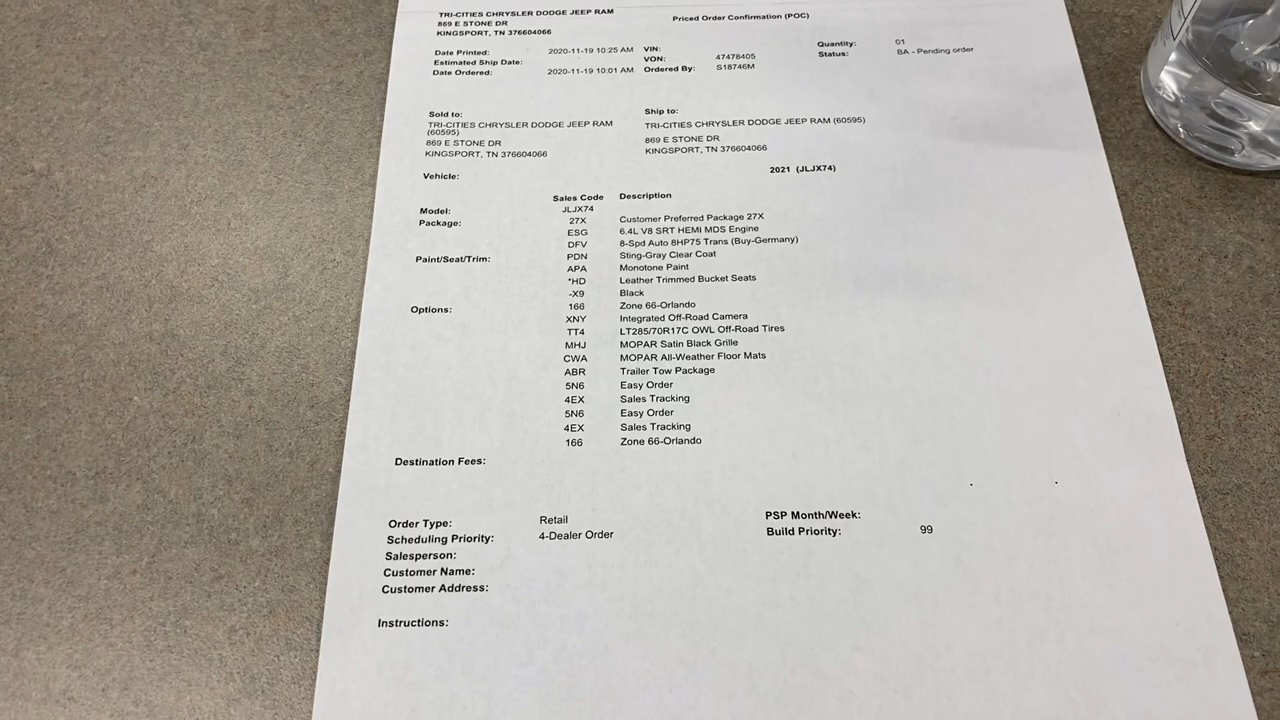 TRI-CITIES CHRYSLER DODGE JEEP RAM
869 E STONE DR
KINGSPORT, TN 376604066
Priced Order Confirmation (POC)
Date Printed: 2020-11-19 10:25 AM VIN: Quantity: 01
Estimated Ship Date: VON: 47478405 Status: BA - Pending order
Date Ordered: 2020-11-19 10:01 AM Ordered By: S18746M
Sold to: Ship to:
TRI-CITIES CHRYSLER DODGE JEEP RAM TRI-CITIES CHRYSLER DODGE JEEP RAM (60595)
(60595)
869 E STONE DR 869 E STONE DR
KINGSPORT, TN 376604066 KINGSPORT, TN 376604066
Vehicle: 2021 (JLJX74)
Sales Code Description
Model: JLJX74
Package: 27X Customer Preferred Package 27X
ESG 6.4L V8 SRT HEMI MDS Engine
DFV 8-Spd Auto 8HP75 Trans (Buy-Germany)
Paint/Seat/Trim: PDN Sting-Gray Clear Coat
APA Monotone Paint
*HD Leather Trimmed Bucket Seats
-X9 Black
Options: 166 Zone 66-Orlando
XNY Integrated Off-Road Camera
TT4 LT285/70R17C OWL Off-Road Tires
MHJ MOPAR Satin Black Grille
CWA MOPAR All-Weather Floor Mats
ABR Trailer Tow Package
5N6 Easy Order
4EX Sales Tracking
5N6 Easy Order
4EX Sales Tracking
166 Zone 66-Orlando
Destination Fees:
Order Type: Retail PSP Month/Week:
Scheduling Priority: 4-Dealer Order Build Priority: 99
Salesperson:
Customer Name:
Customer Address:
Instructions: